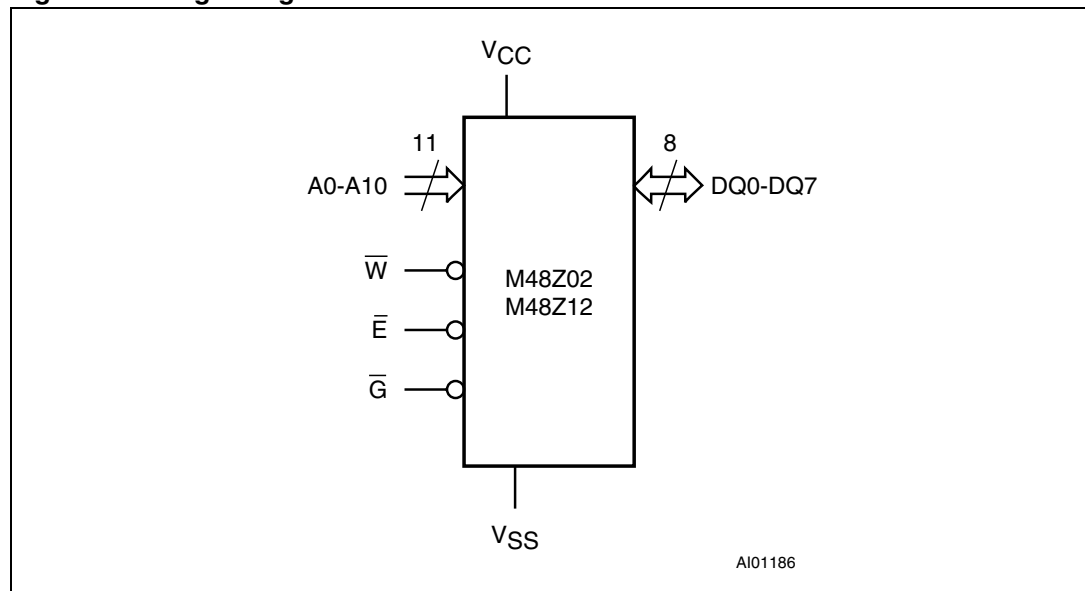 VCC
11
8
A0-A10
DQ0-DQ7
W
E
G
M48Z02
M48Z12
VSS
AI01186